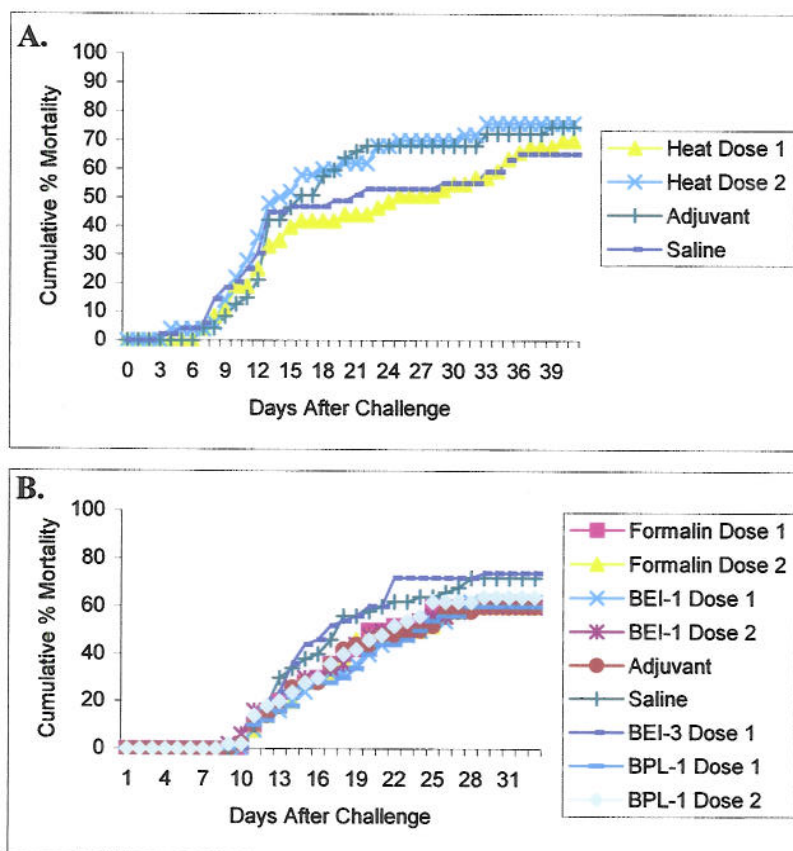 A.
100
90
80
70
60
50
40
30
20
10
0
Cumulative % Mortality
0 3 6 9 12 15 18 21 24 27 30 33 36 39
Days After Challenge
Heat Dose 1
Heat Dose 2
Adjuvant
Saline
B.
100
80
60
40
20
0
Cumulative % Mortality
1 4 7 10 13 16 19 22 25 28 31
Days After Challenge
Formalin Dose 1
Formalin Dose 2
BEI-1 Dose 1
BEI-1 Dose 2
Adjuvant
Saline
BEI-3 Dose 1
BPL-1 Dose 1
BPL-1 Dose 2